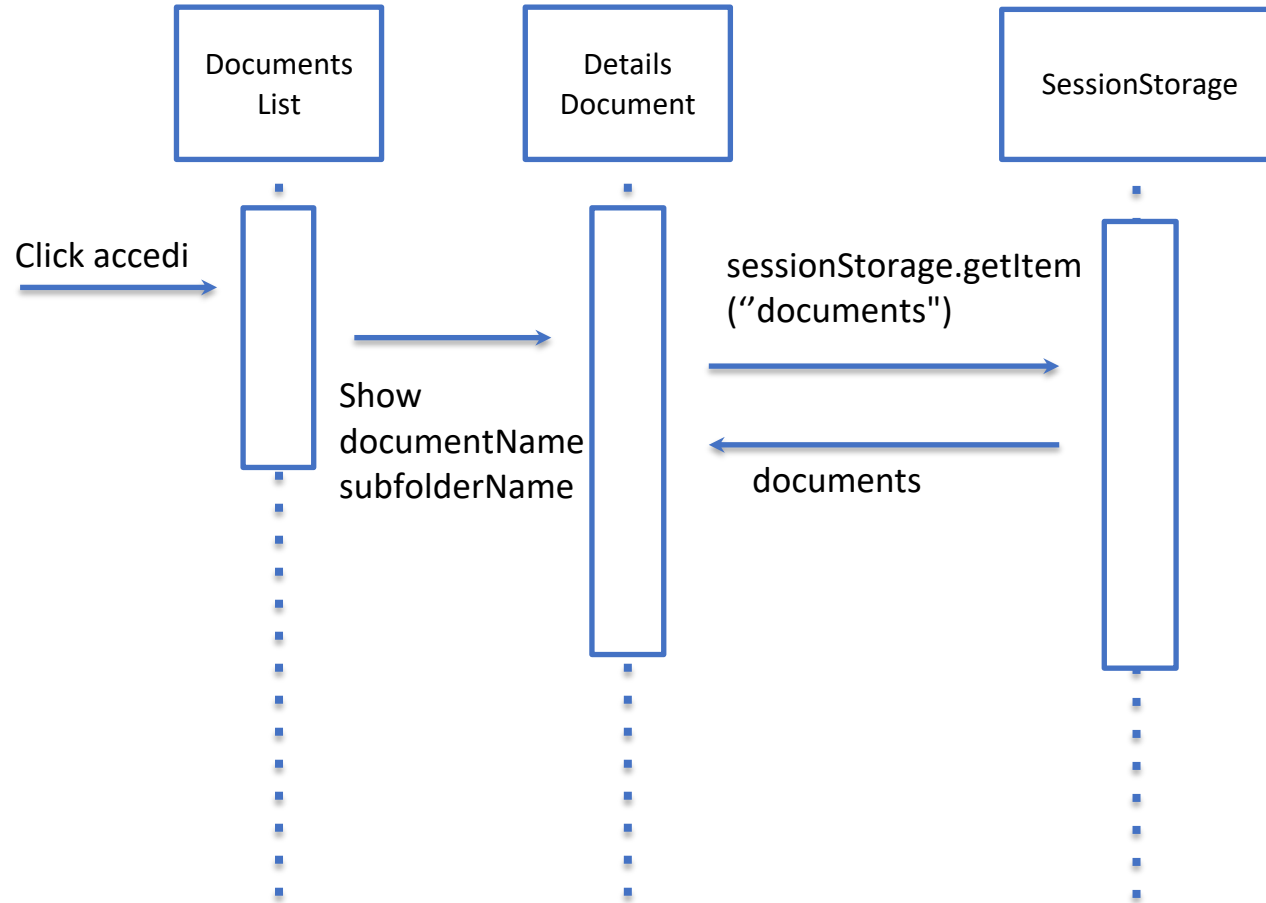 Documents
List
Details
Document
SessionStorage
Click accedi
sessionStorage.getItem
(‘’documents")
Show
documentName
subfolderName
documents